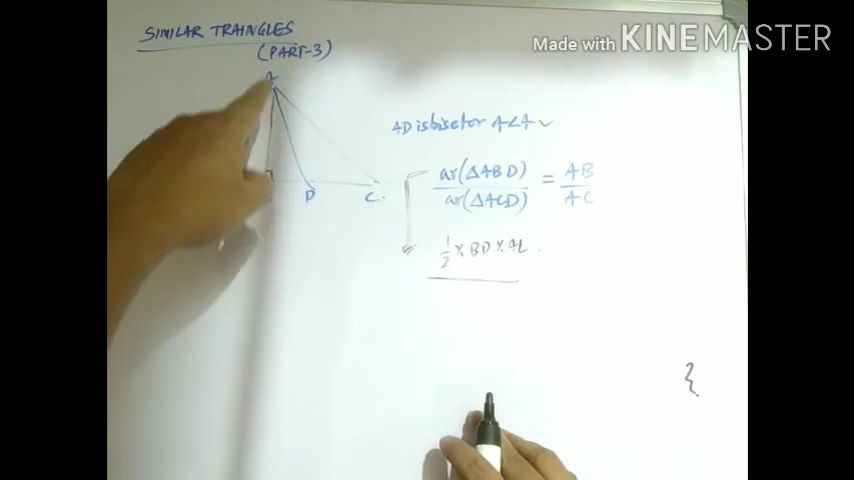 Made with KINEMASTER
SIMILAR TRAINGLES
(PART-3)
A
D
C.
AD is bisector A∠A ✓
ar(ΔABD) / ar(ΔACD) = AB / AC
1/2 × BD × AL .
{